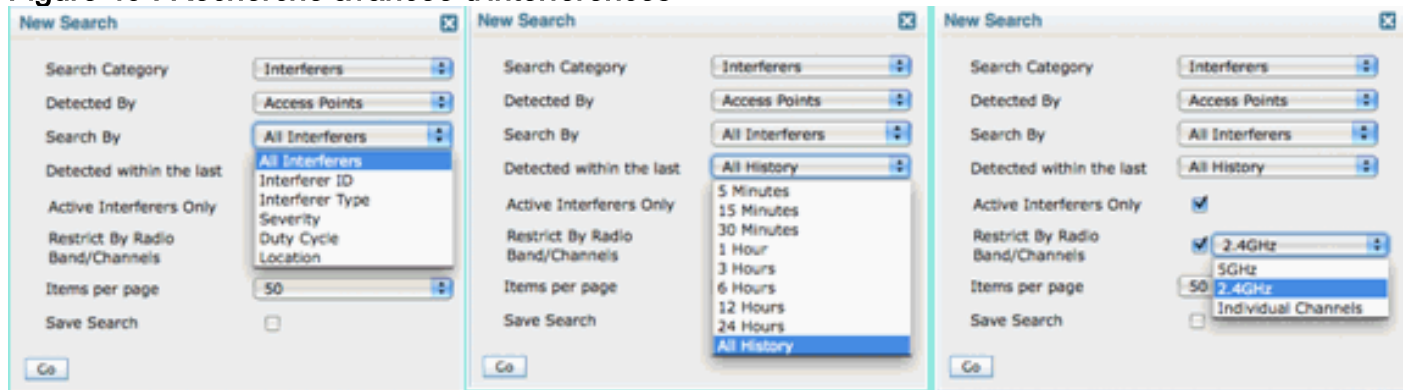 New Search
Search Category Interferers
Detected By Access Points
Search By All Interferers
All Interferers
Interferer ID
Interferer Type
Severity
Duty Cycle
Location
Detected within the last
Active Interferers Only
Restrict By Radio
Band/Channels
Items per page 50
Save Search
Go
New Search
Search Category Interferers
Detected By Access Points
Search By All Interferers
Detected within the last All History
5 Minutes
15 Minutes
30 Minutes
1 Hour
3 Hours
6 Hours
12 Hours
24 Hours
All History
Active Interferers Only
Restrict By Radio
Band/Channels
Items per page
Save Search
Go
New Search
Search Category Interferers
Detected By Access Points
Search By All Interferers
Detected within the last All History
Active Interferers Only
Restrict By Radio
Band/Channels 2.4GHz
5GHz
2.4GHz
Individual Channels
Items per page 50
Save Search
Go